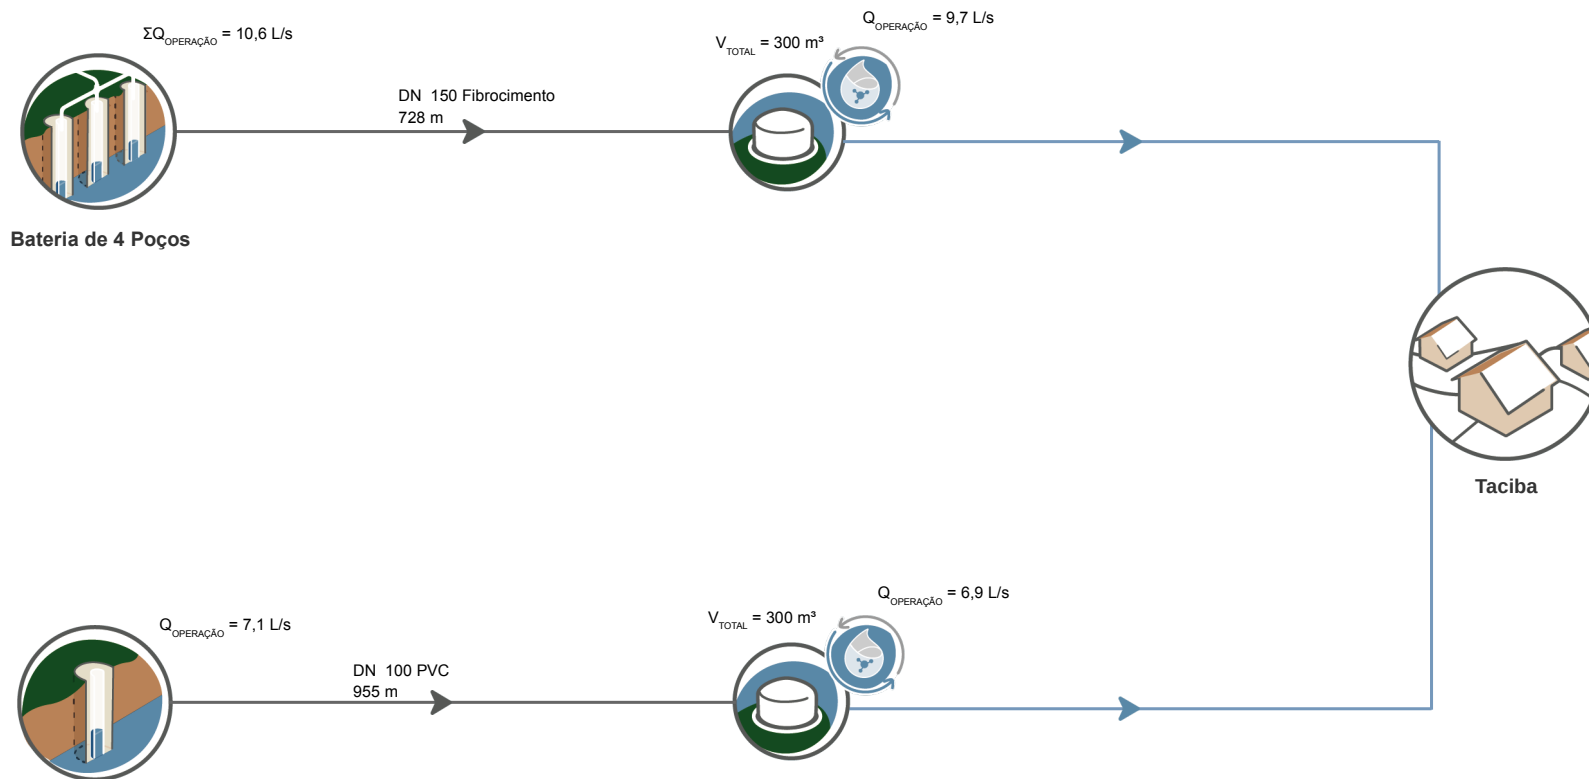 ΣQOPERAÇÃO = 10,6 L/s
Bateria de 4 Poços
DN 150 Fibrocimento
728 m
VTOTAL = 300 m³
QOPERAÇÃO = 9,7 L/s
Taciba
QOPERAÇÃO = 7,1 L/s
DN 100 PVC
955 m
VTOTAL = 300 m³
QOPERAÇÃO = 6,9 L/s